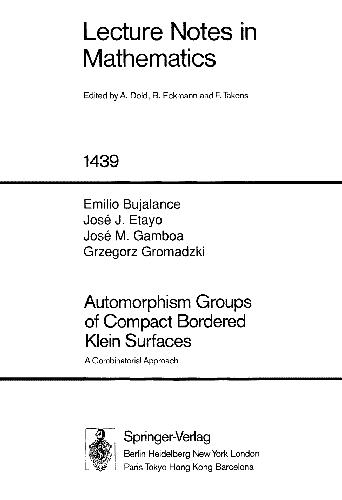 Lecture Notes in
Mathematics
Edited by A. Dold, B. Eckmann and F. Takens
1439
Emilio Bujalance
José J. Etayo
José M. Gamboa
Grzegorz Gromadzki
Automorphism Groups
of Compact Bordered
Klein Surfaces
A Combinatorial Approach
Springer-Verlag
Berlin Heidelberg New York London
Paris Tokyo Hong Kong Barcelona